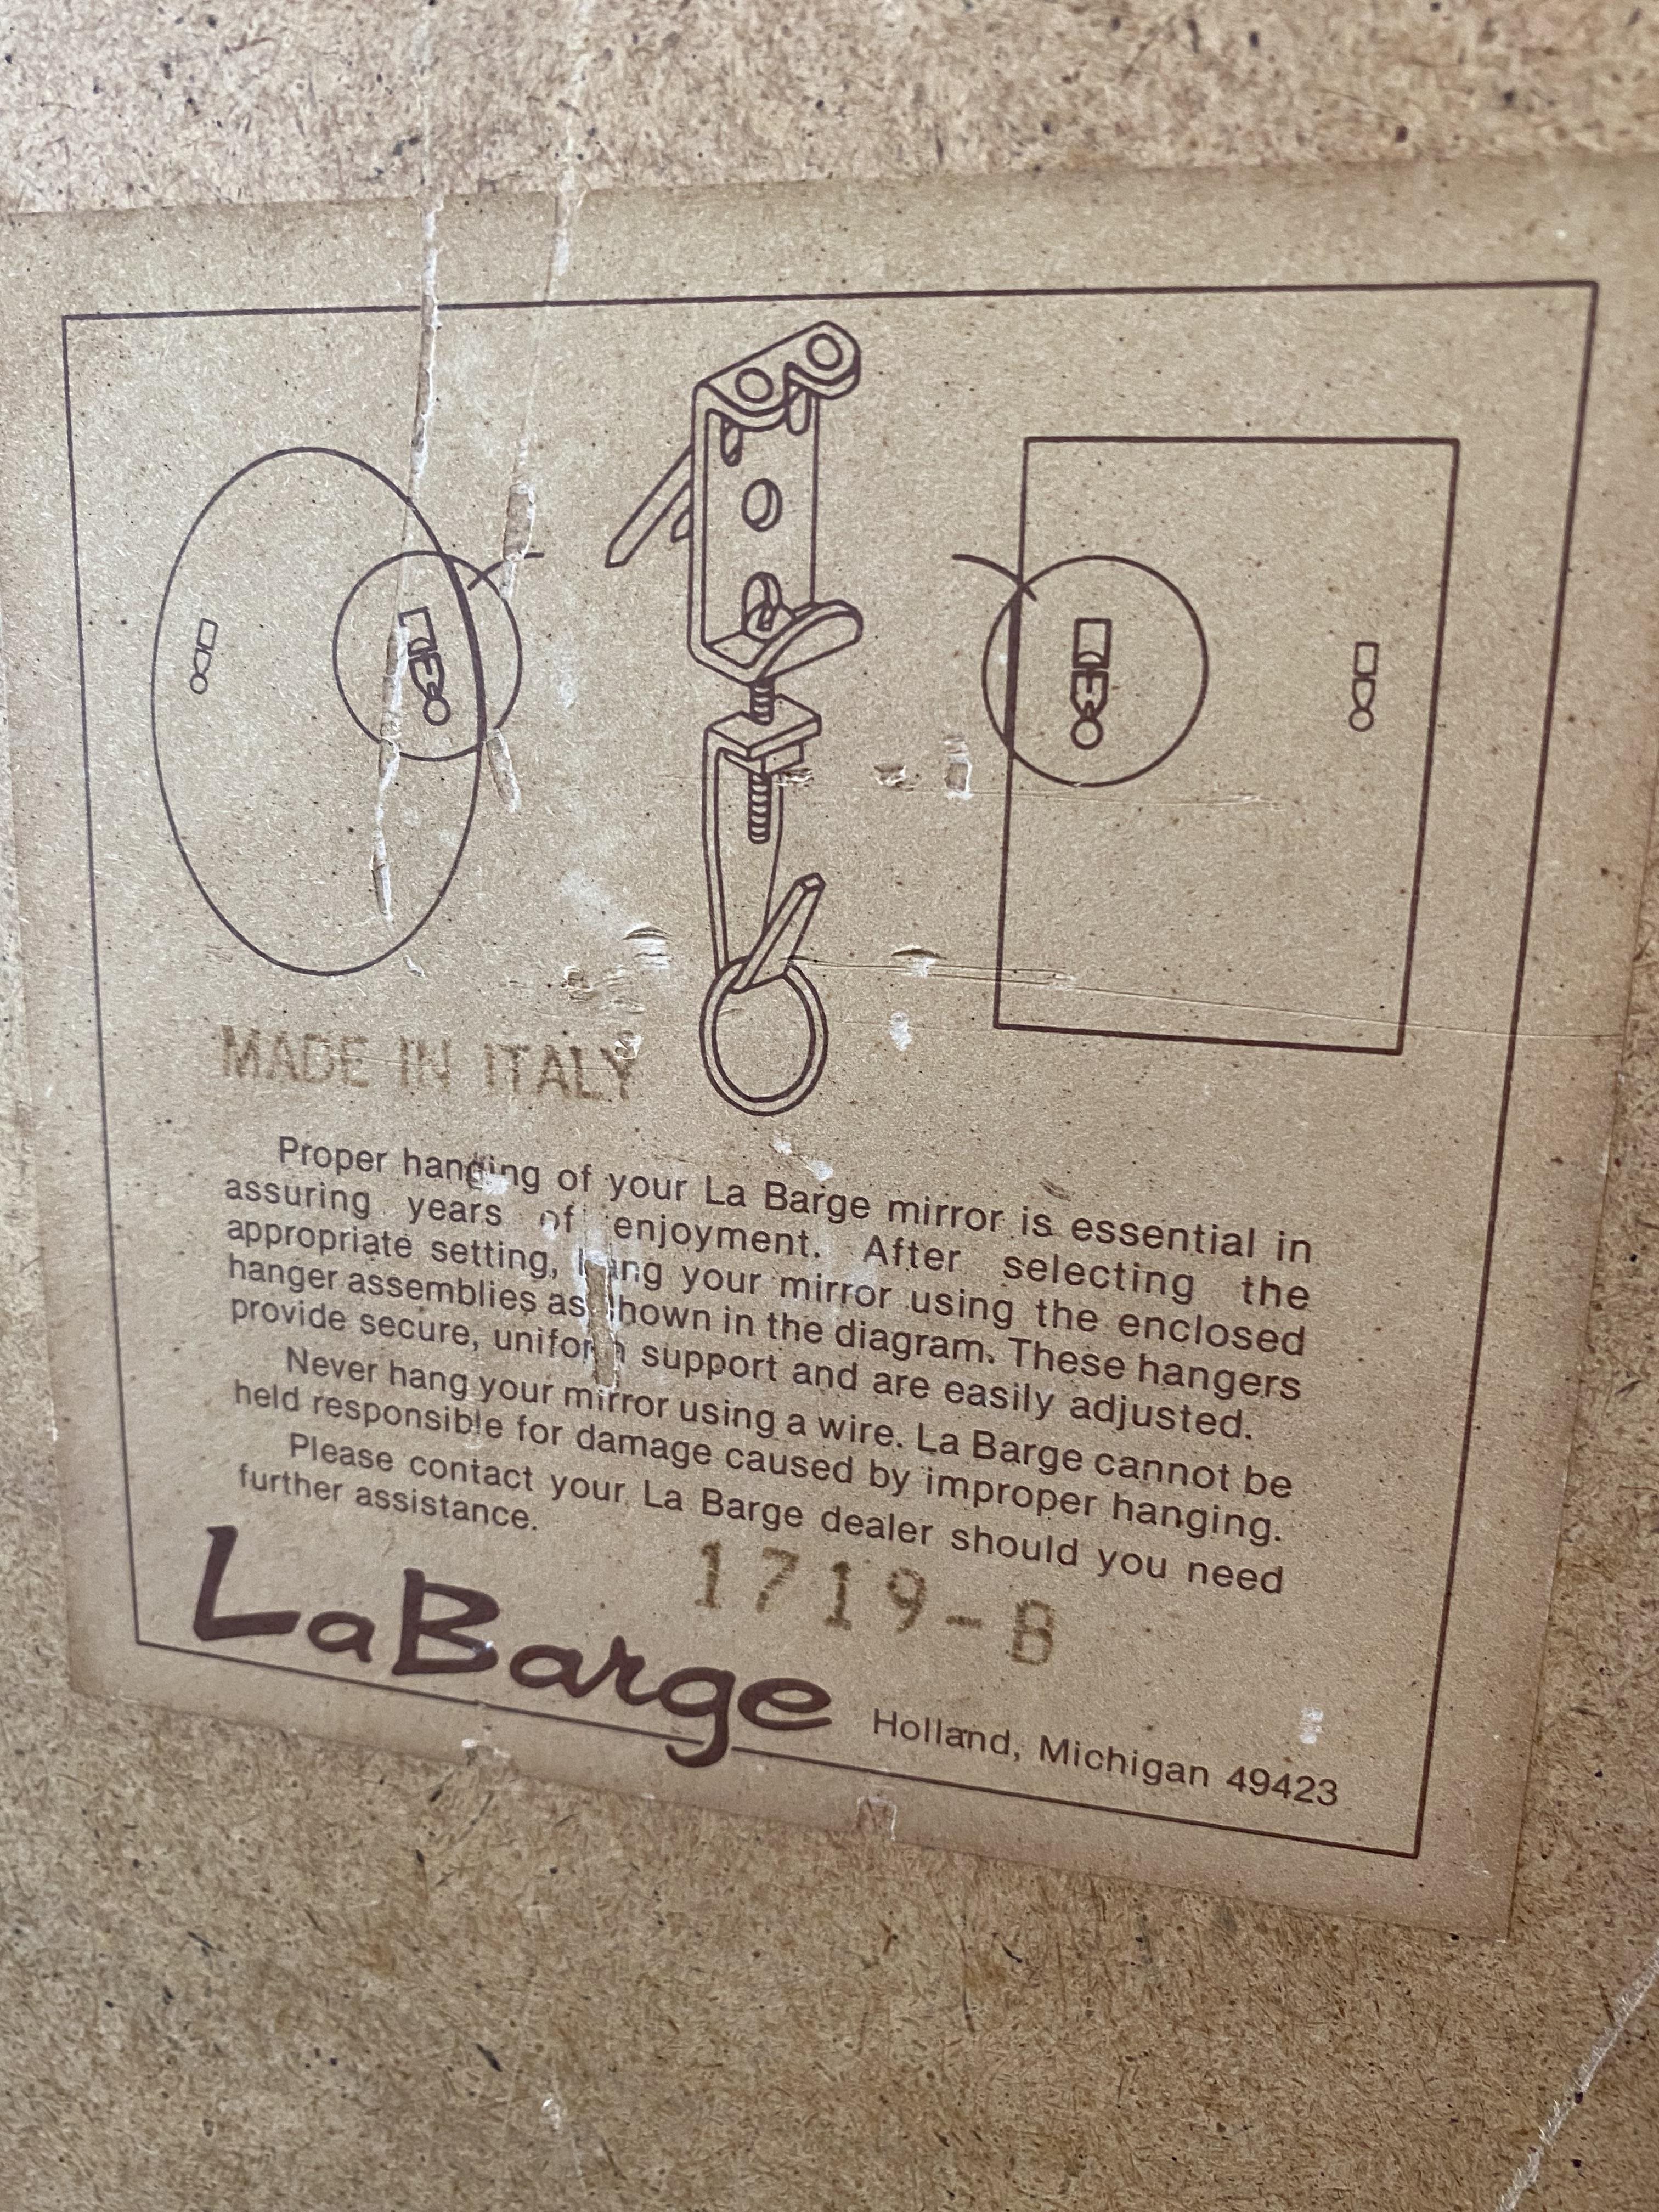 MADE IN ITALY
Proper hanging of your La Barge mirror is essential in
assuring years of enjoyment. After selecting the
appropriate setting, hang your mirror using the enclosed
hanger assemblies as shown in the diagram. These hangers
provide secure, uniform support and are easily adjusted.
Never hang your mirror using a wire. La Barge cannot be
held responsible for damage caused by improper hanging.
Please contact your La Barge dealer should you need
further assistance.
1719-B
LaBarge Holland, Michigan 49423